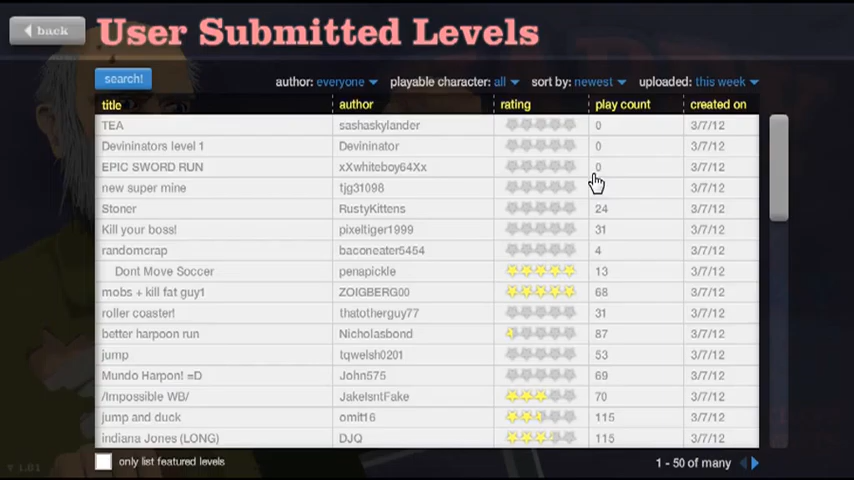 back User Submitted Levels
search! author: everyone playable character: all sort by: newest uploaded: this week
title author rating play count created on
TEA sashaskylander 0 3/7/12
Devininators level 1 Devininator 0 3/7/12
EPIC SWORD RUN xXwhiteboy64Xx 0 3/7/12
new super mine tjg31098 3/7/12
Stoner RustyKittens 24 3/7/12
Kill your boss! pixeltiger1999 31 3/7/12
randomcrap baconeater5454 4 3/7/12
Dont Move Soccer penapickle 13 3/7/12
mobs + kill fat guy1 ZOIGBERG00 68 3/7/12
roller coaster! thatotherguy77 31 3/7/12
better harpoon run Nicholasbond 87 3/7/12
jump tqwelsh0201 53 3/7/12
Mundo Harpon! =D John575 69 3/7/12
/Impossible WB/ JakeIsntFake 70 3/7/12
jump and duck omit16 115 3/7/12
indiana Jones (LONG) DJQ 115 3/7/12
only list featured levels 1 - 50 of many
v 1.81